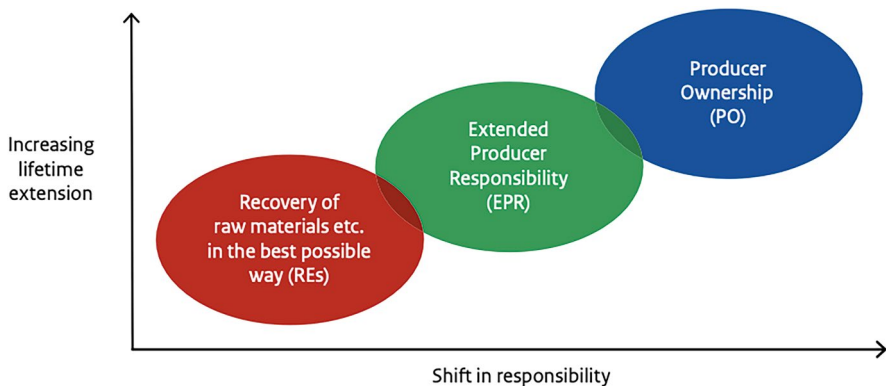 Increasing
lifetime
extension
Recovery of
raw materials etc.
in the best possible
way (REs)
Extended
Producer
Responsibility
(EPR)
Producer
Ownership
(PO)
Shift in responsibility